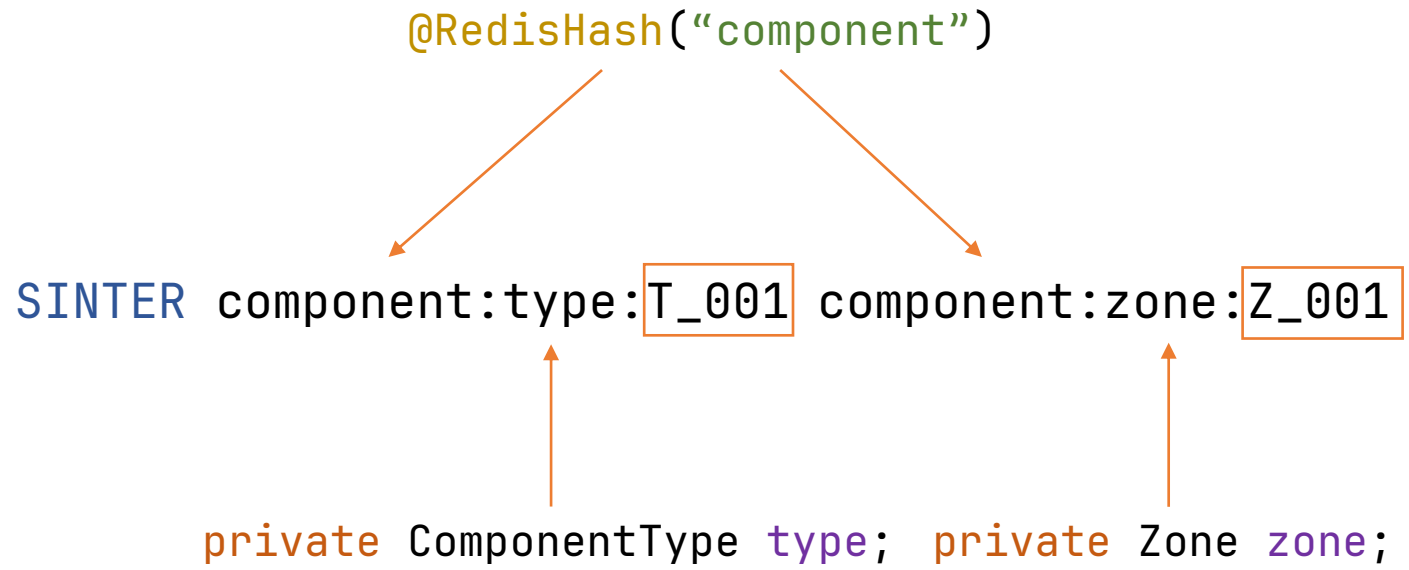 @RedisHash(“component”)
SINTER component:type:T_001 component:zone:Z_001
private ComponentType type; private Zone zone;